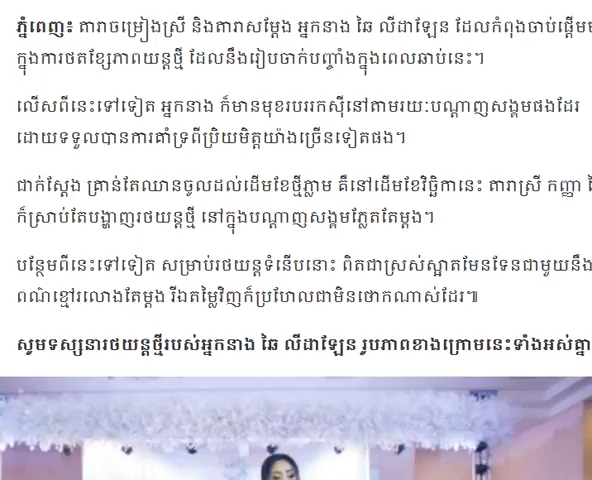 ភ្នំពេញ៖ តារាចម្រៀងស្រី និងតារាសម្ដែង អ្នកនាង ឆៃ លីដាឡែន ដែលកំពុងចាប់ផ្ដើម
ក្នុងការថតខ្សែភាពយន្តថ្មី ដែលនឹងរៀបចាក់បញ្ចាំងក្នុងពេលឆាប់នេះ។
លើសពីនេះទៅទៀត អ្នកនាង ក៏មានមុខរបររកស៊ីនៅតាមរយៈបណ្ដាញសង្គមផងដែរ
ដោយទទួលបានការគាំទ្រពីប្រិយមិត្តយ៉ាងច្រើនទៀតផង។
ជាក់ស្ដែង គ្រាន់តែឈានចូលដល់ដើមខែថ្មីភ្លាម គឺនៅដើមខែវិច្ឆិកានេះ តារាស្រី កញ្ញា
ក៏ស្រាប់តែបង្ហាញរថយន្តថ្មី នៅក្នុងបណ្ដាញសង្គមភ្លែតតែម្ដង។
បន្ថែមពីនេះទៅទៀត សម្រាប់រថយន្តទំនើបនោះ ពិតជាស្រស់ស្អាតមែនទែនជាមួយនឹង
ពណ៌ខ្មៅរលោងតែម្ដង រីឯតម្លៃវិញក៏ប្រហែលជាមិនថោកណាស់ដែរ៕
សូមទស្សនារថយន្តថ្មីរបស់អ្នកនាង ឆៃ លីដាឡែន រូបភាពខាងក្រោមនេះទាំងអស់គ្នា